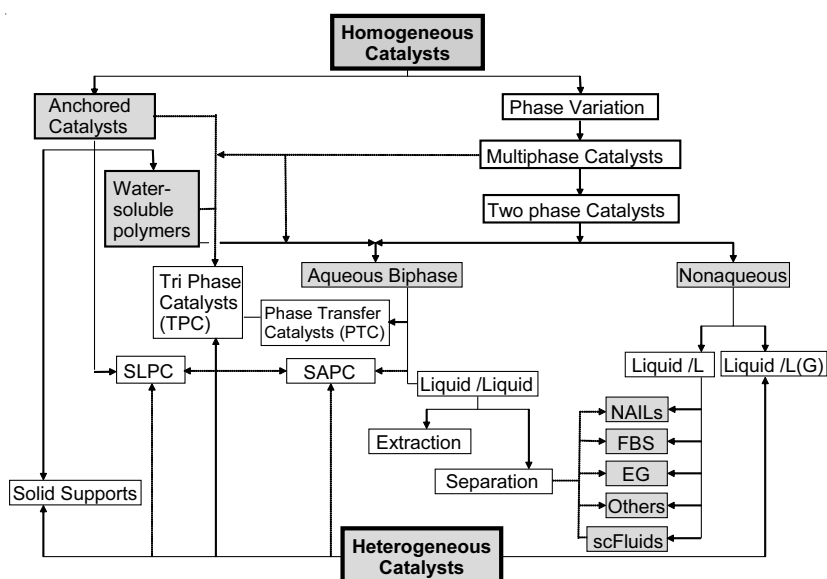 Homogeneous
Catalysts
Anchored
Catalysts
Phase Variation
Multiphase Catalysts
Water-
soluble
polymers
Two phase Catalysts
Aqueous Biphase
Nonaqueous
Tri Phase
Catalysts
(TPC)
Phase Transfer
Catalysts (PTC)
SLPC
SAPC
Liquid /Liquid
Liquid /L
Liquid /L(G)
NAILs
Extraction
FBS
Separation
EG
Solid Supports
Others
scFluids
Heterogeneous
Catalysts